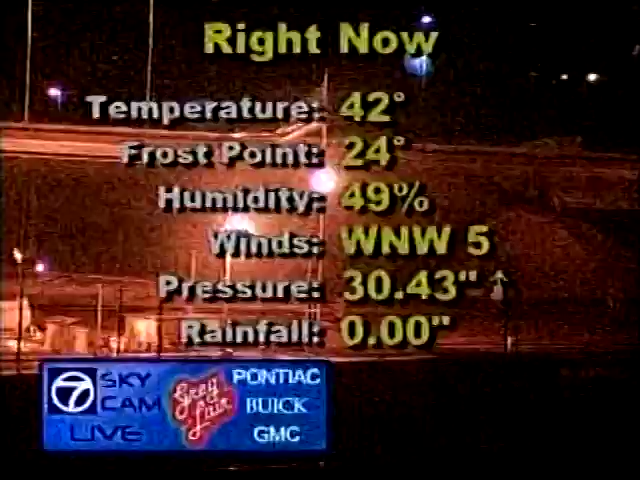 Right Now
Temperature: 42°
Frost Point: 24°
Humidity: 49%
Winds: WNW 5
Pressure: 30.43" ↑
Rainfall: 0.00"
7 SKY CAM LIVE
Greg Lair
PONTIAC
BUICK
GMC